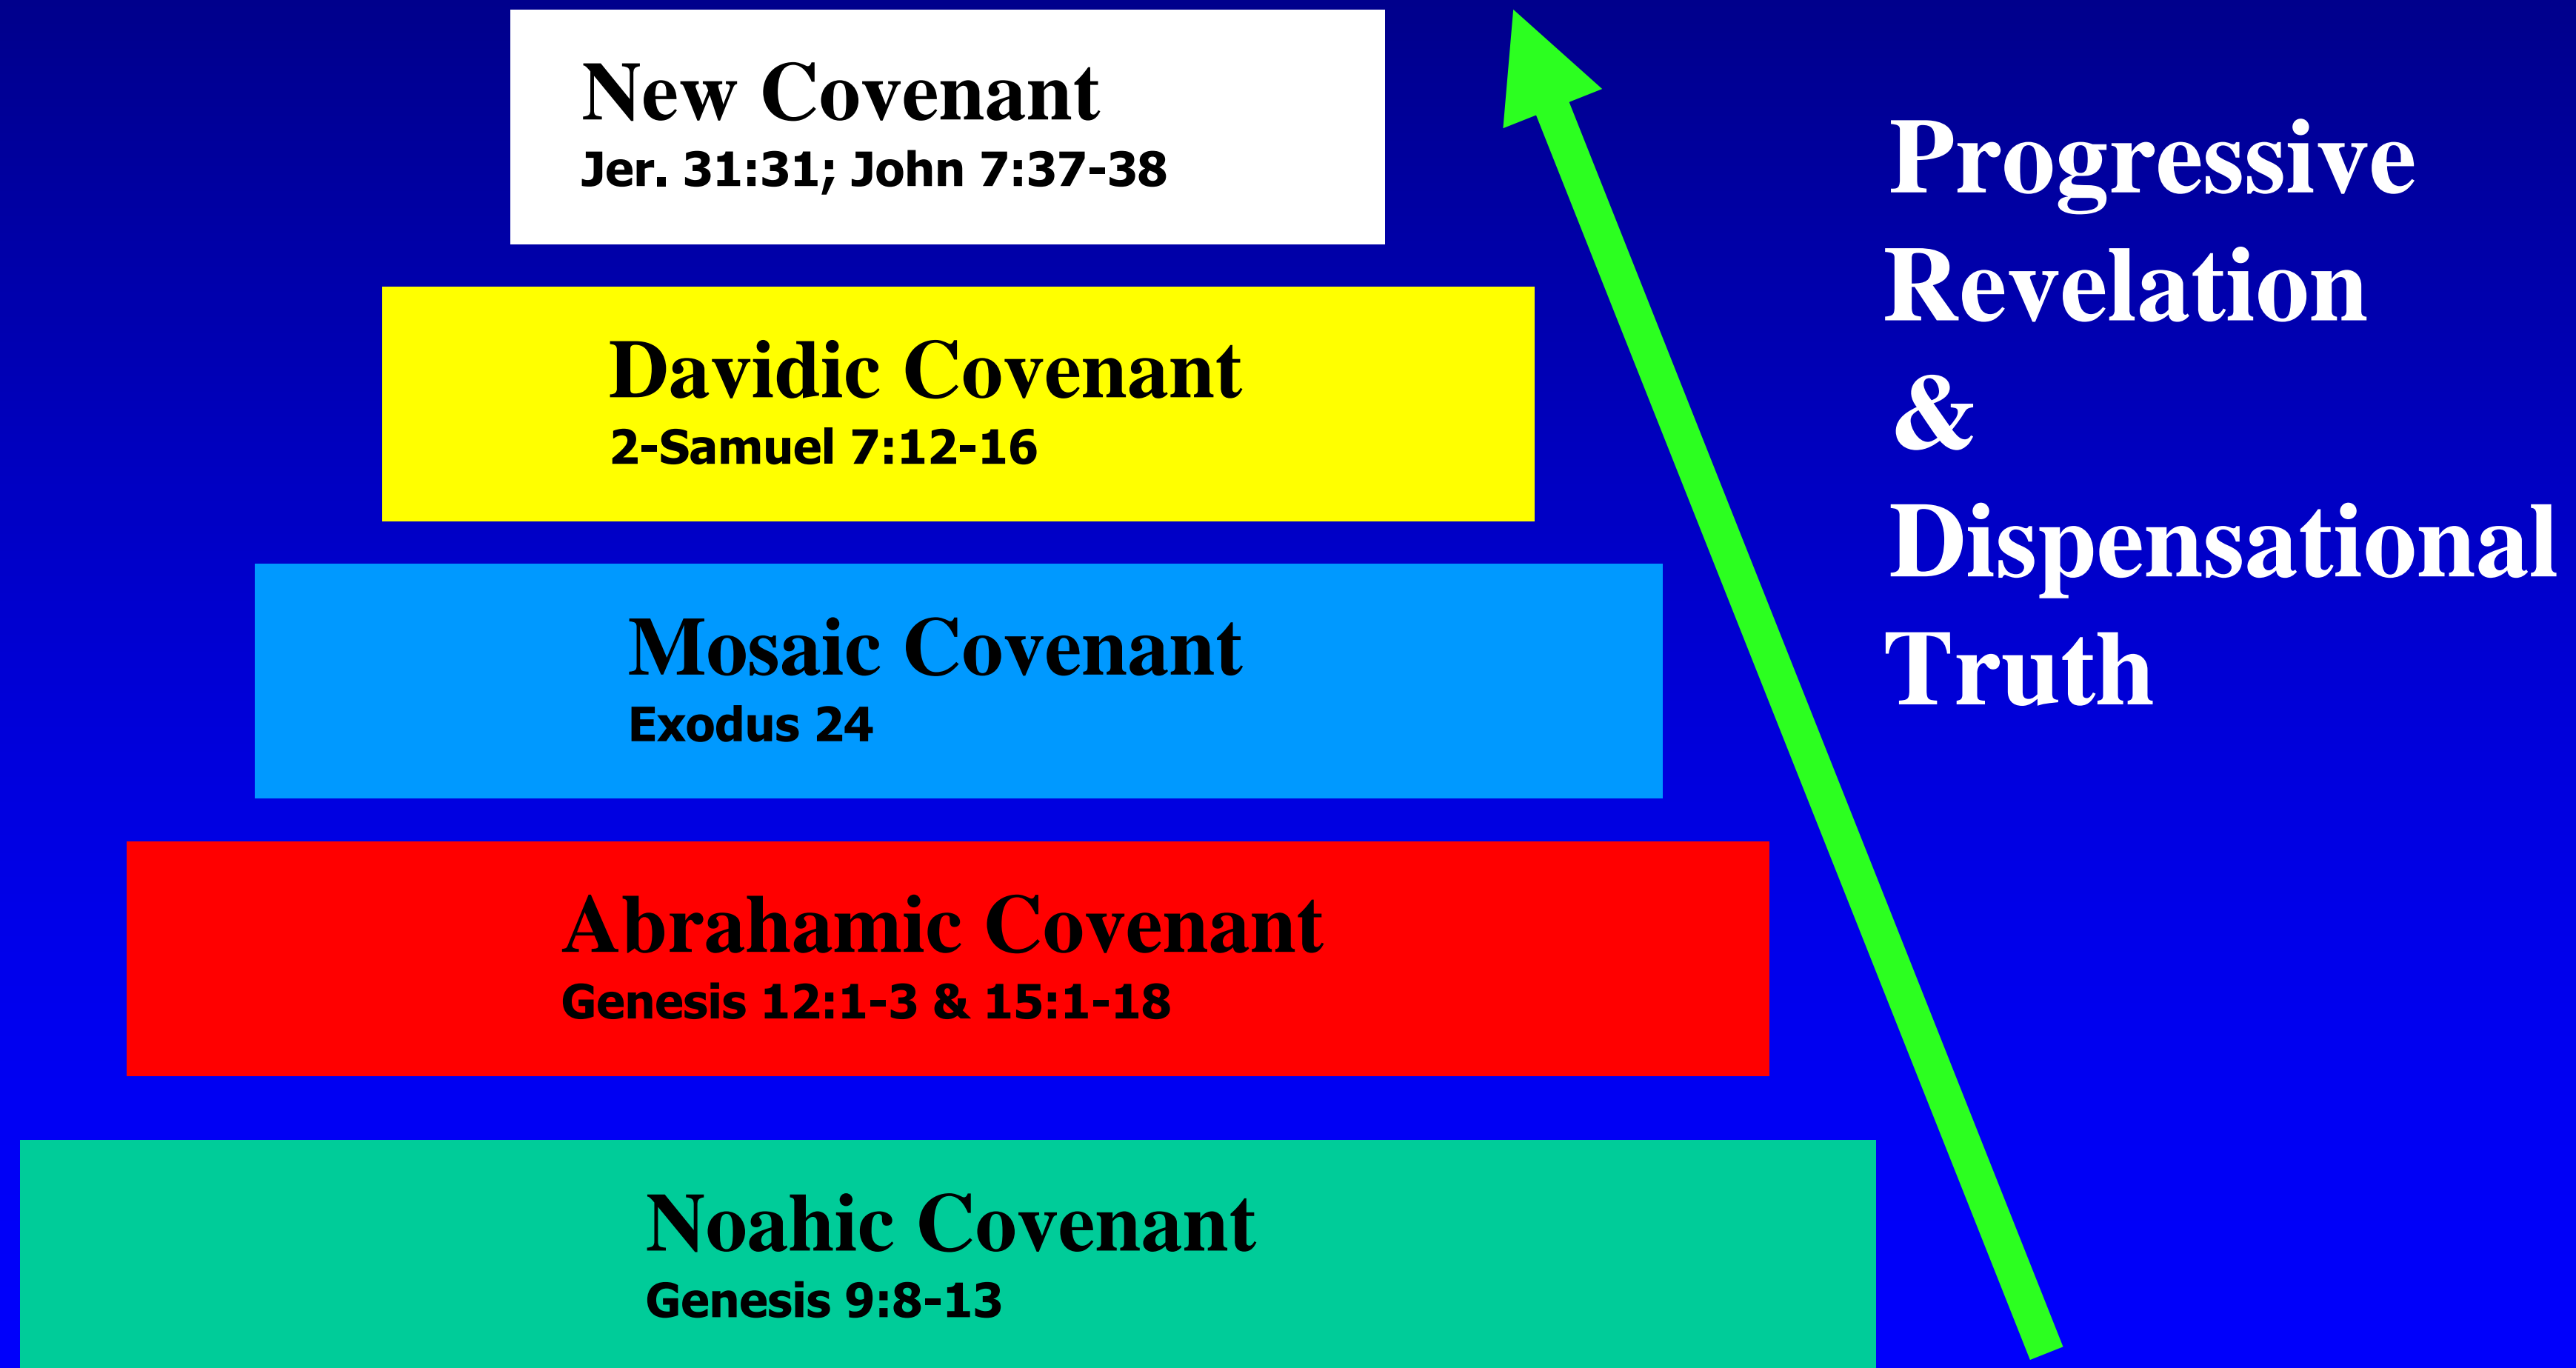 New Covenant
Jer. 31:31; John 7:37-38
Davidic Covenant
2-Samuel 7:12-16
Mosaic Covenant
Exodus 24
Abrahamic Covenant
Genesis 12:1-3 & 15:1-18
Noahic Covenant
Genesis 9:8-13
Progressive
Revelation
&
Dispensational
Truth